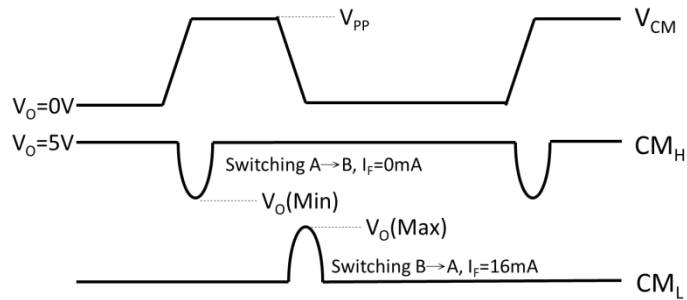 V_PP
V_CM
V_O=0V
V_O=5V
CM_H
Switching A→B, I_F=0mA
V_O(Min)
V_O(Max)
Switching B→A, I_F=16mA
CM_L